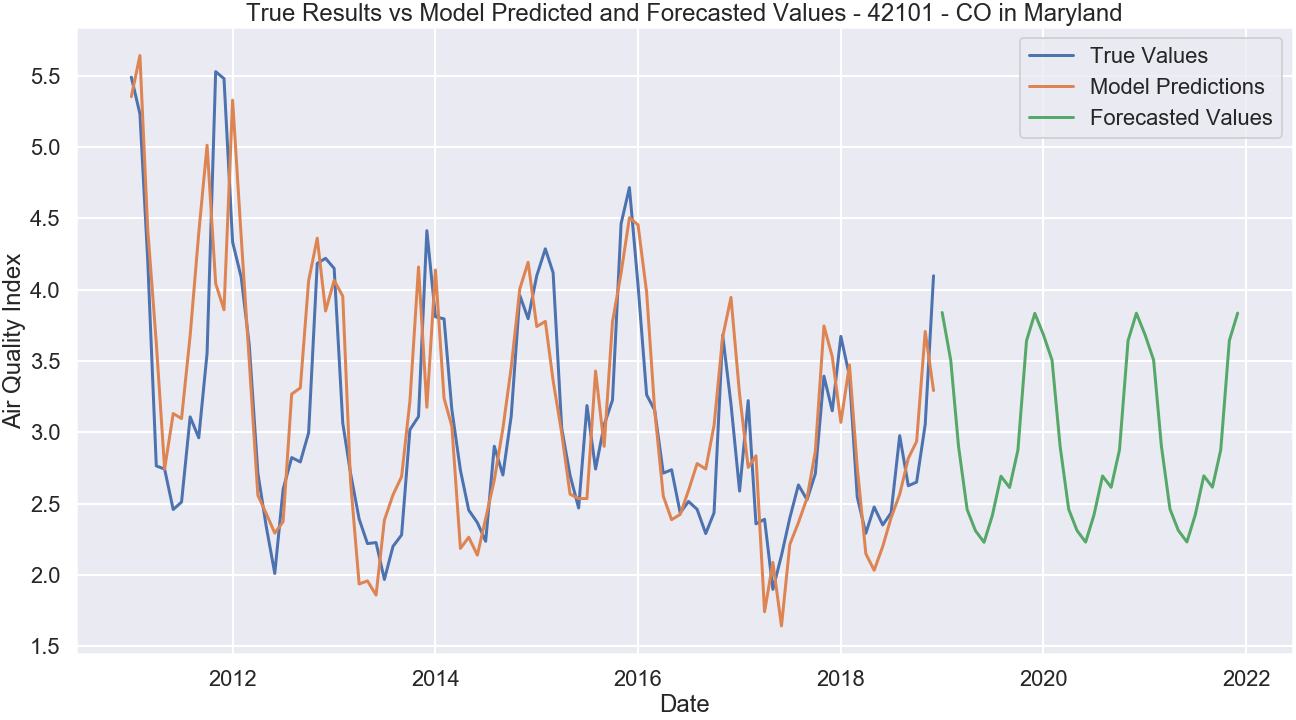 True Results vs Model Predicted and Forecasted Values - 42101 - CO in Maryland
True Values
Model Predictions
Forecasted Values
Air Quality Index
5.5
5.0
4.5
4.0
3.5
3.0
2.5
2.0
1.5
2012 2014 2016 2018 2020 2022
Date